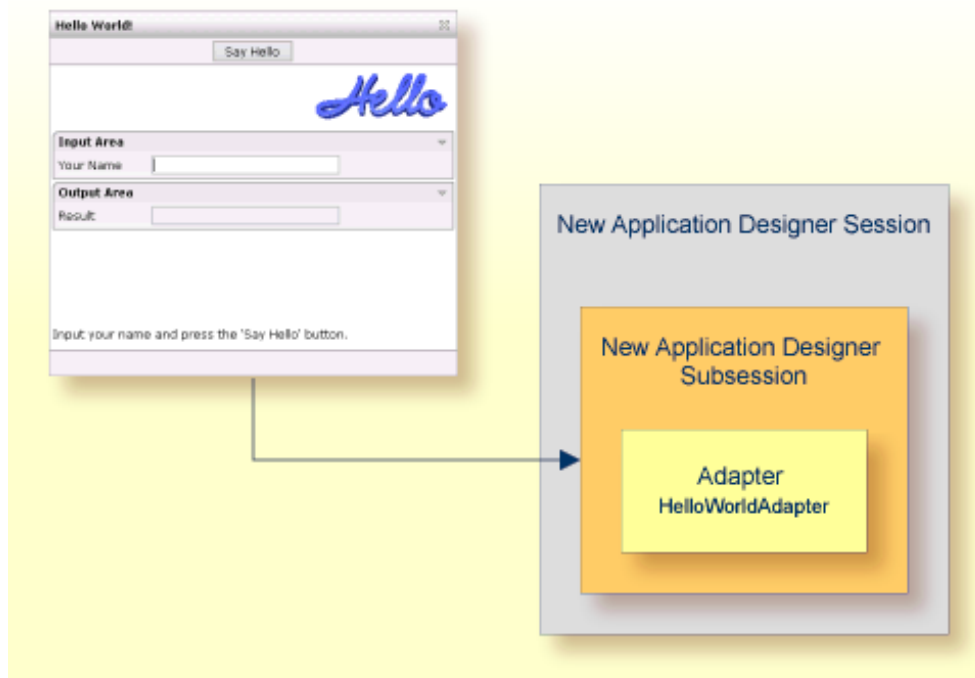 Hello World!
Say Hello
Hello
Input Area
Your Name
Output Area
Result
Input your name and press the 'Say Hello' button.
New Application Designer Session
New Application Designer
Subsession
Adapter
HelloWorldAdapter